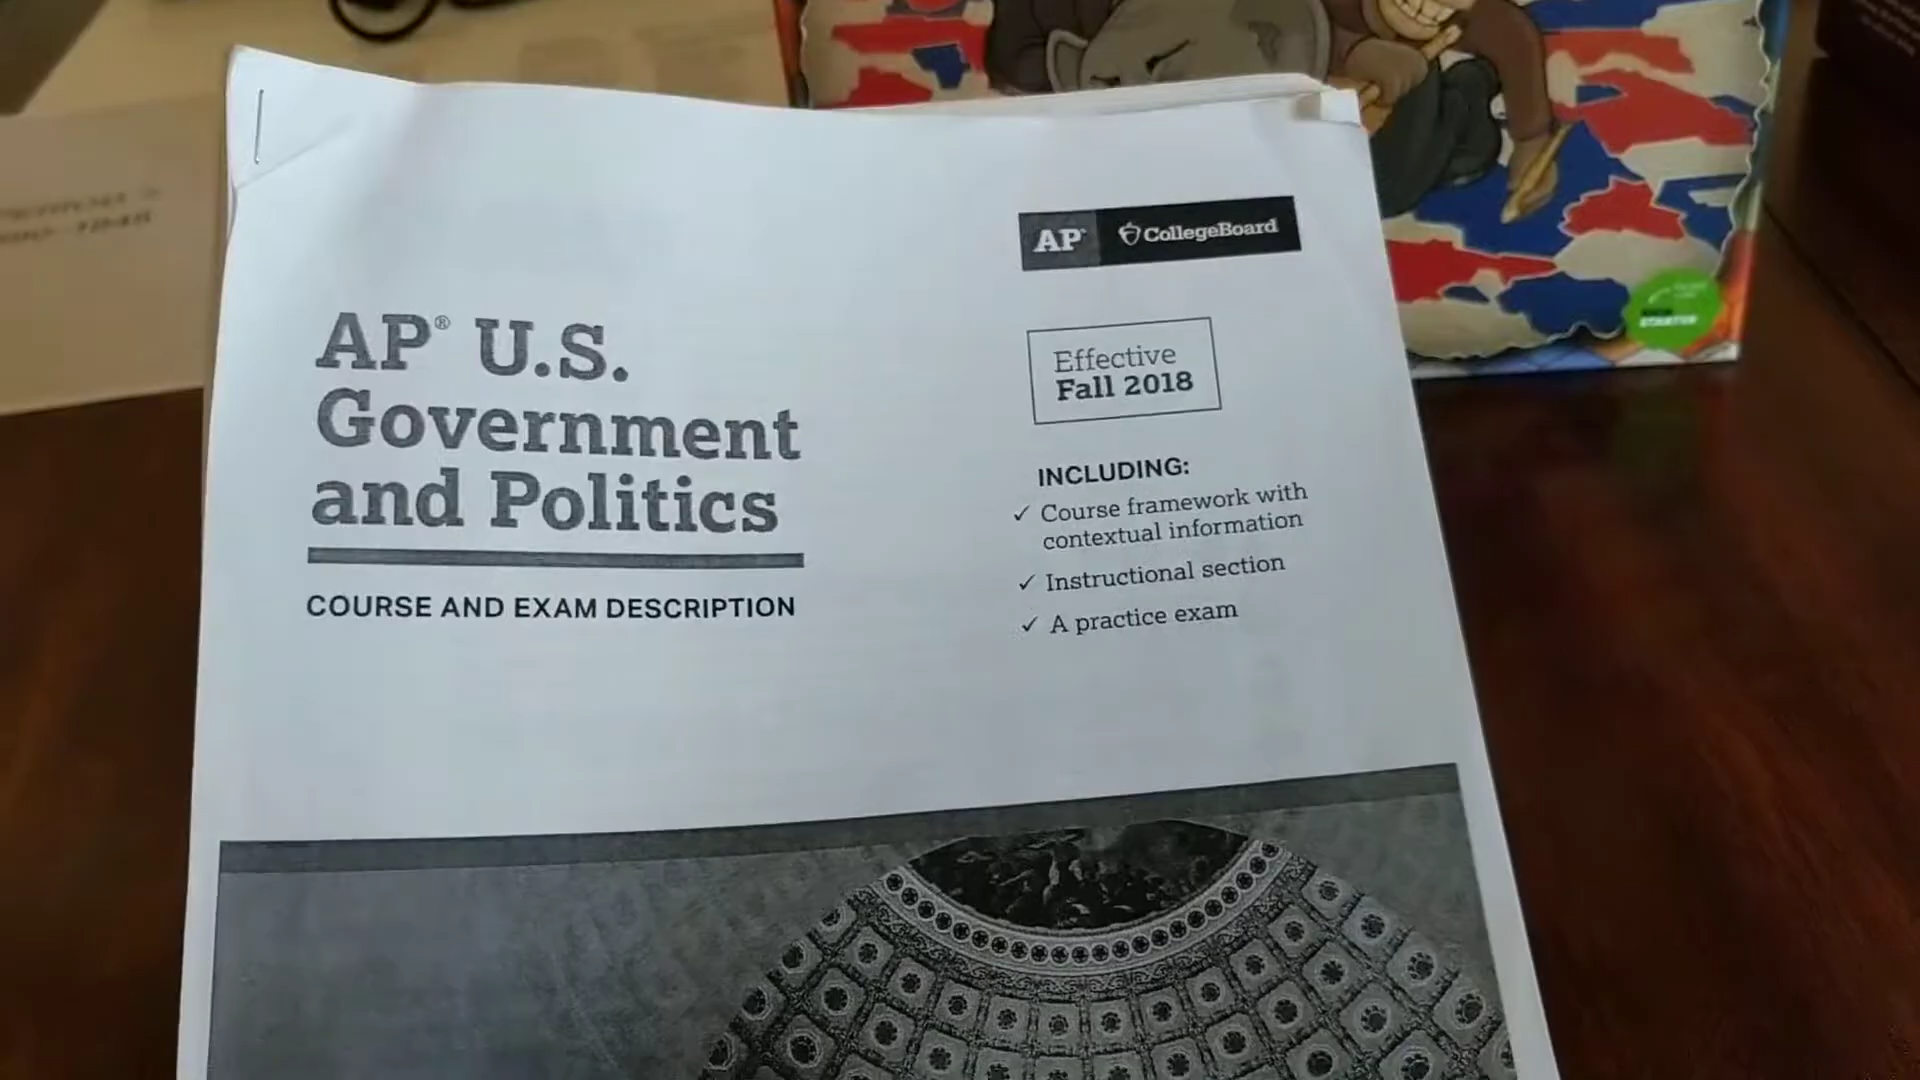 AP® U.S.
Government
and Politics
COURSE AND EXAM DESCRIPTION
AP® CollegeBoard
Effective
Fall 2018
INCLUDING:
✓ Course framework with
contextual information
✓ Instructional section
✓ A practice exam
STARTER